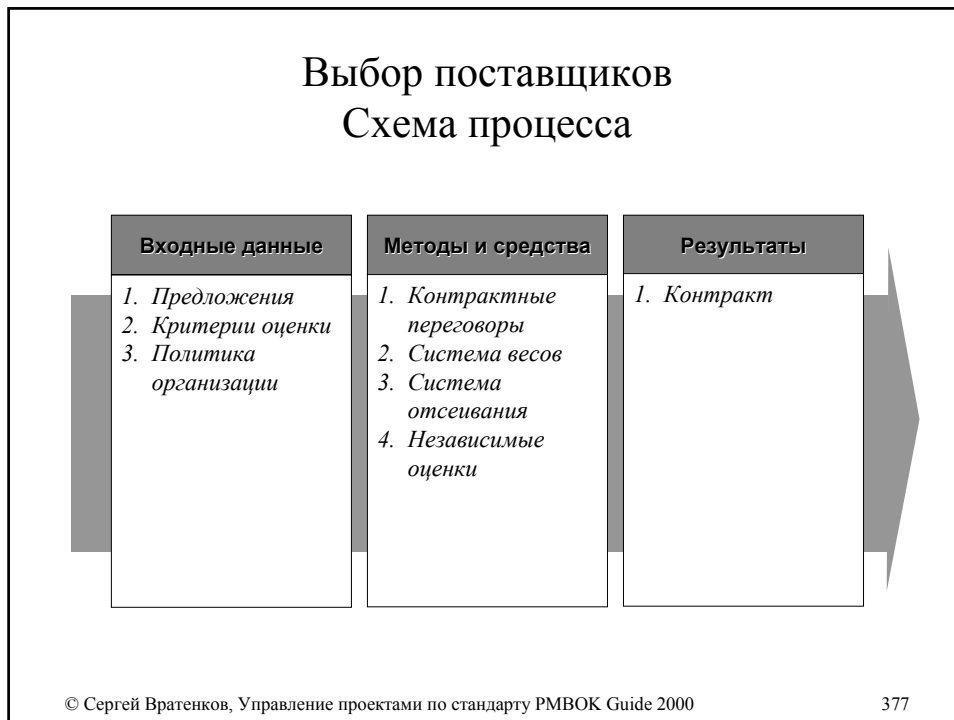 Выбор поставщиков
Схема процесса
Входные данные
1. Предложения
2. Критерии оценки
3. Политика
организации
Методы и средства
1. Контрактные
переговоры
2. Система весов
3. Система
отсеивания
4. Независимые
оценки
Результаты
1. Контракт
© Сергей Вратенков, Управление проектами по стандарту PMBOK Guide 2000
377